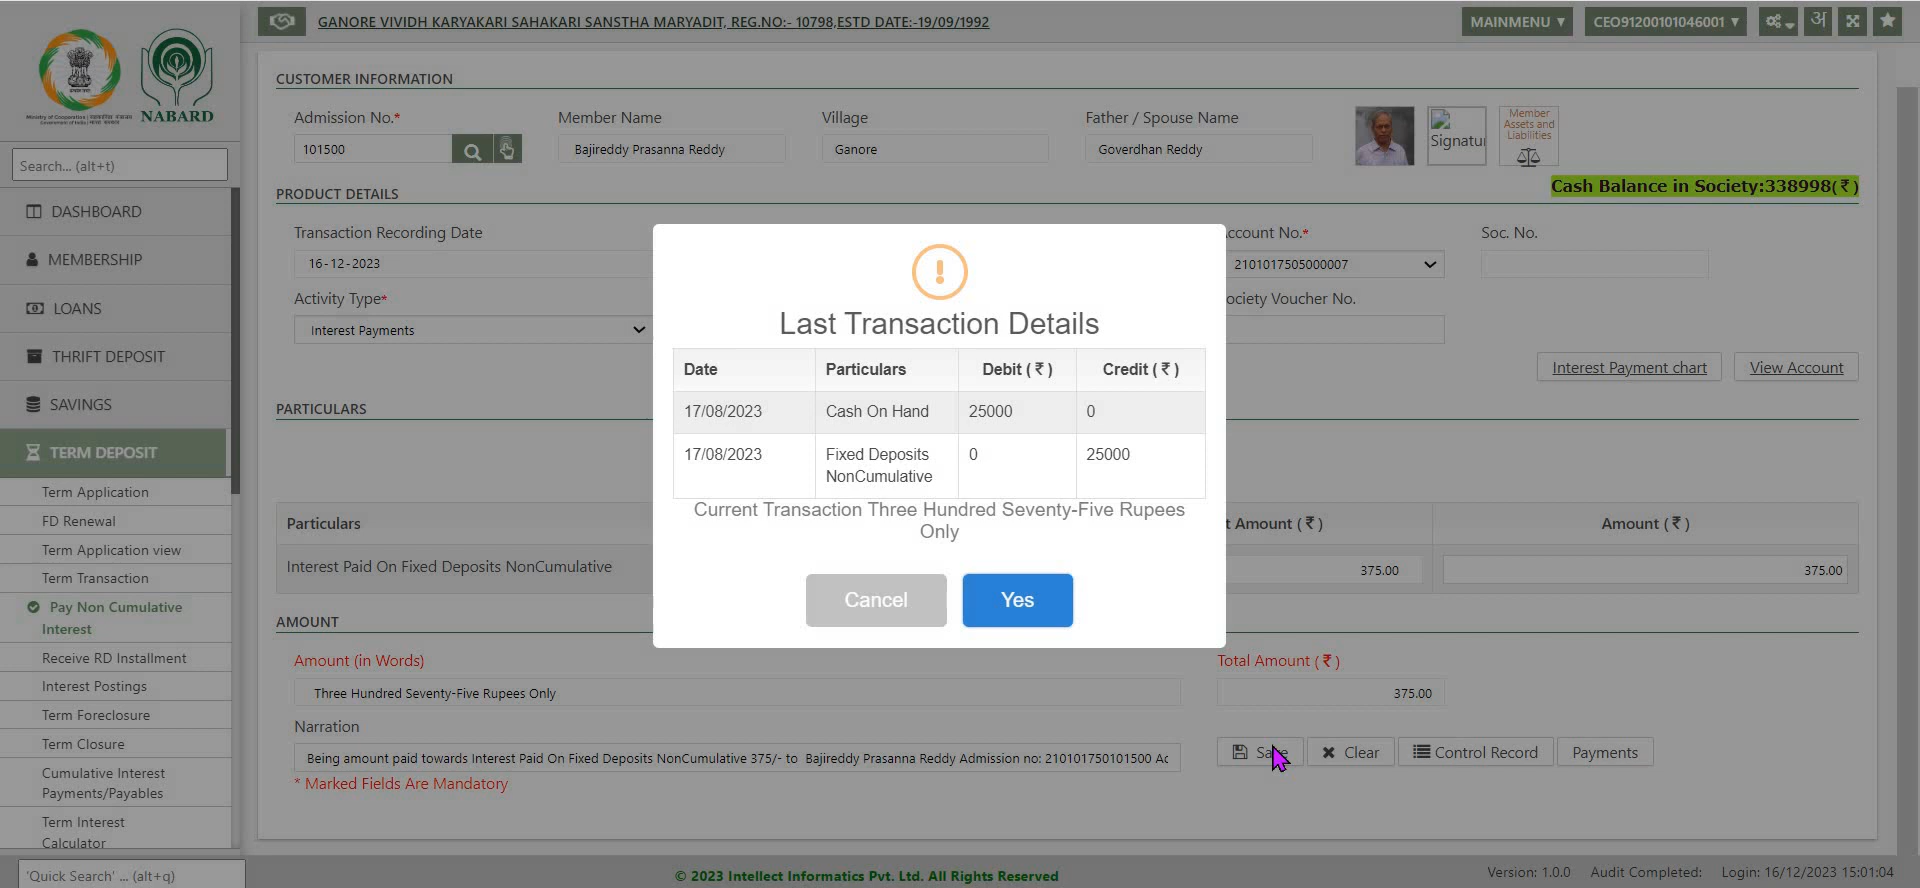 GANORE VIVIDH KARYAKARI SAHAKARI SANSTHA MARYADIT, REG.NO:- 10798,ESTD DATE:-19/09/1992
MAINMENU ▼
CEO91200101046001 ▼
अ
NABARD
Search... (alt+t)
DASHBOARD
MEMBERSHIP
LOANS
THRIFT DEPOSIT
SAVINGS
TERM DEPOSIT
Term Application
FD Renewal
Term Application view
Term Transaction
Pay Non Cumulative
Interest
Receive RD Installment
Interest Postings
Term Foreclosure
Term Closure
Cumulative Interest
Payments/Payables
Term Interest
Calculator
'Quick Search' ... (alt+q)
CUSTOMER INFORMATION
Admission No.*
Member Name
Village
Father / Spouse Name
101500
Bajireddy Prasanna Reddy
Ganore
Goverdhan Reddy
Signatu
Member
Assets and
Liabilities
PRODUCT DETAILS
Cash Balance in Society:338998(₹)
Transaction Recording Date
ccount No.*
Soc. No.
16-12-2023
2101017505000007
Activity Type*
ociety Voucher No.
Interest Payments
Interest Payment chart
View Account
PARTICULARS
Particulars
t Amount (₹)
Amount (₹)
Interest Paid On Fixed Deposits NonCumulative
375.00
375.00
AMOUNT
Amount (in Words)
Total Amount (₹)
Three Hundred Seventy-Five Rupees Only
375.00
Narration
Being amount paid towards Interest Paid On Fixed Deposits NonCumulative 375/- to Bajireddy Prasanna Reddy Admission no: 210101750101500 Ac
Save
Clear
Control Record
Payments
* Marked Fields Are Mandatory
Last Transaction Details
Date Particulars Debit (₹) Credit (₹)
17/08/2023 Cash On Hand 25000 0
17/08/2023 Fixed Deposits NonCumulative 0 25000
Current Transaction Three Hundred Seventy-Five Rupees
Only
Cancel
Yes
© 2023 Intellect Informatics Pvt. Ltd. All Rights Reserved
Version: 1.0.0
Audit Completed:
Login: 16/12/2023 15:01:04